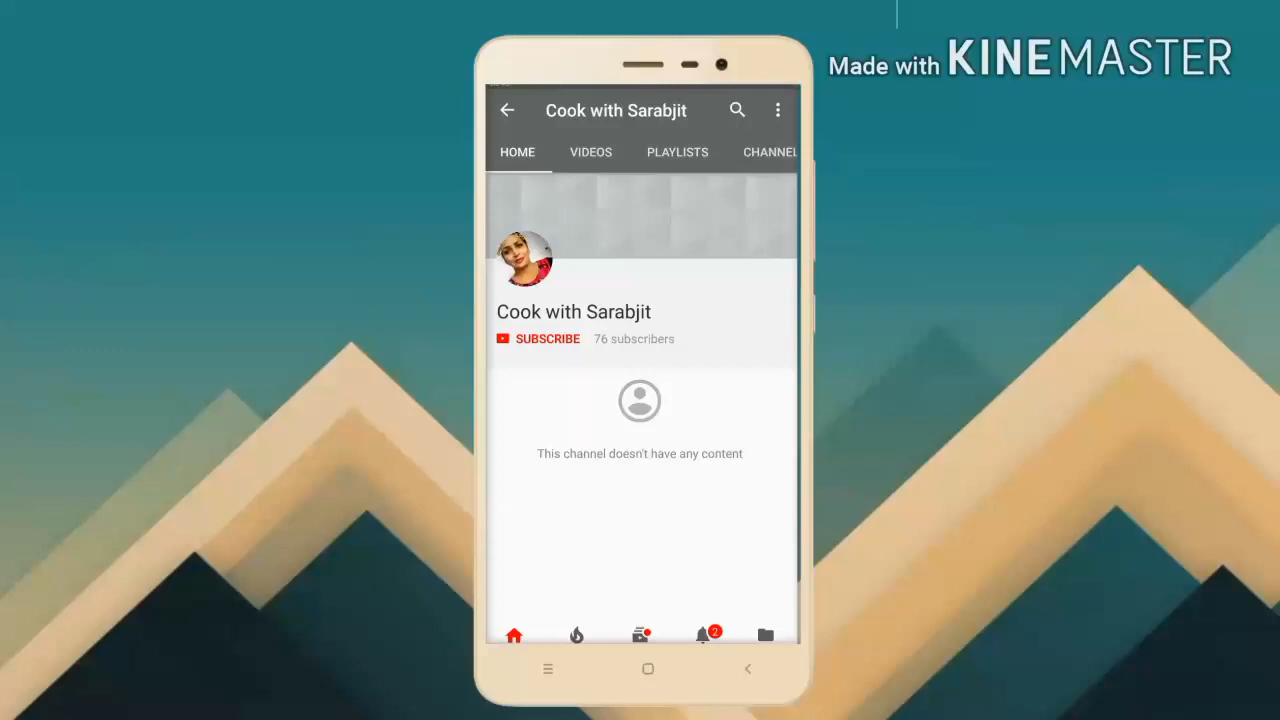 Made with KINEMASTER
Cook with Sarabjit
HOME VIDEOS PLAYLISTS CHANNEL
Cook with Sarabjit
SUBSCRIBE 76 subscribers
This channel doesn't have any content
2